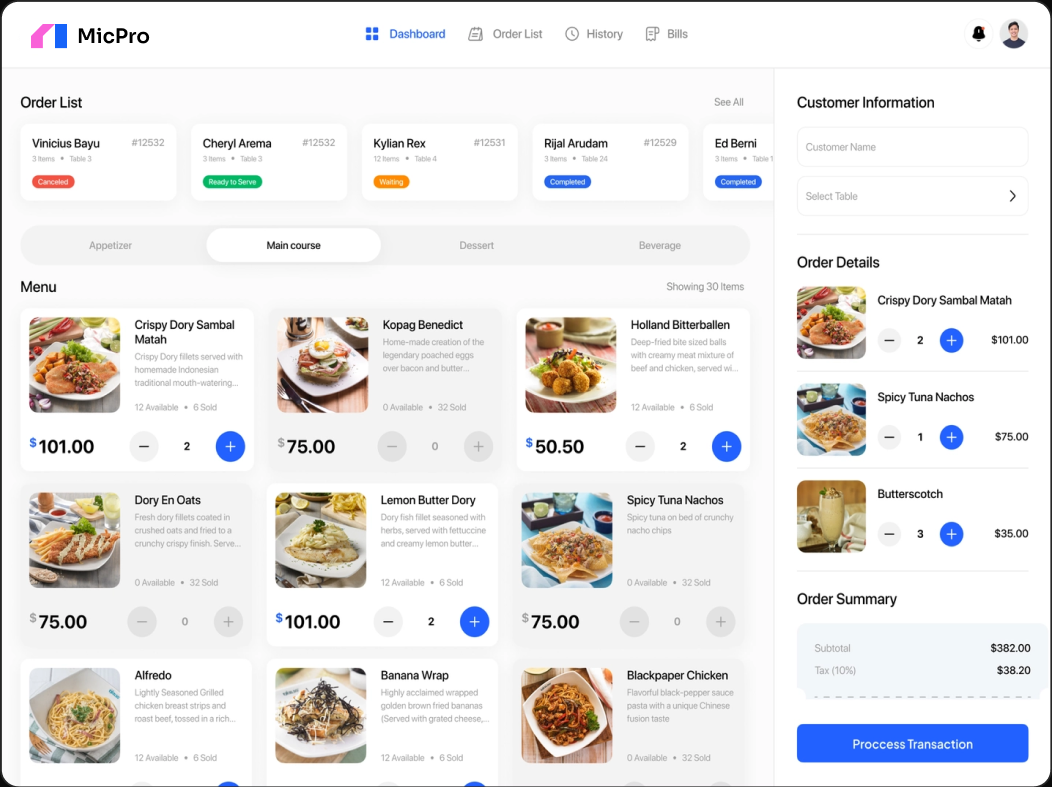 MicPro
Dashboard
Order List
History
Bills
Order List
See All
Vinicius Bayu #12532
3 Items • Table 3
Canceled
Cheryl Arema #12532
3 Items • Table 3
Ready to Serve
Kylian Rex #12531
12 Items • Table 4
Waiting
Rijal Arudam #12529
3 Items • Table 24
Completed
Ed Berni
3 Items • Table 1
Completed
Appetizer
Main course
Dessert
Beverage
Menu
Showing 30 Items
Crispy Dory Sambal
Matah
Crispy Dory fillets served with
homemade Indonesian
traditional mouth-watering...
12 Available • 6 Sold
$101.00 − 2 +
Kopag Benedict
Home-made creation of the
legendary poached eggs
over bacon and butter...
0 Available • 32 Sold
$75.00 − 0 +
Holland Bitterballen
Deep-fried bite sized balls
with creamy meat mixture of
beef and chicken, served wi...
12 Available • 6 Sold
$50.50 − 2 +
Dory En Oats
Fresh dory fillets coated in
crushed oats and fried to a
crunchy crispy finish. Serve...
0 Available • 32 Sold
$75.00 − 0 +
Lemon Butter Dory
Dory fish fillet seasoned with
herbs, served with fettuccine
and creamy lemon butter...
12 Available • 6 Sold
$101.00 − 2 +
Spicy Tuna Nachos
Spicy tuna on bed of crunchy
nacho chips
0 Available • 32 Sold
$75.00 − 0 +
Alfredo
Lightly Seasoned Grilled
chicken breast strips and
roast beef, tossed in a rich...
12 Available • 6 Sold
Banana Wrap
Highly acclaimed wrapped
golden brown fried bananas
(Served with grated cheese,...
12 Available • 6 Sold
Blackpaper Chicken
Flavorful black-pepper sauce
pasta with a unique Chinese
fusion taste
0 Available • 32 Sold
Customer Information
Customer Name
Select Table
Order Details
Crispy Dory Sambal Matah
− 2 + $101.00
Spicy Tuna Nachos
− 1 + $75.00
Butterscotch
− 3 + $35.00
Order Summary
Subtotal $382.00
Tax (10%) $38.20
Proccess Transaction